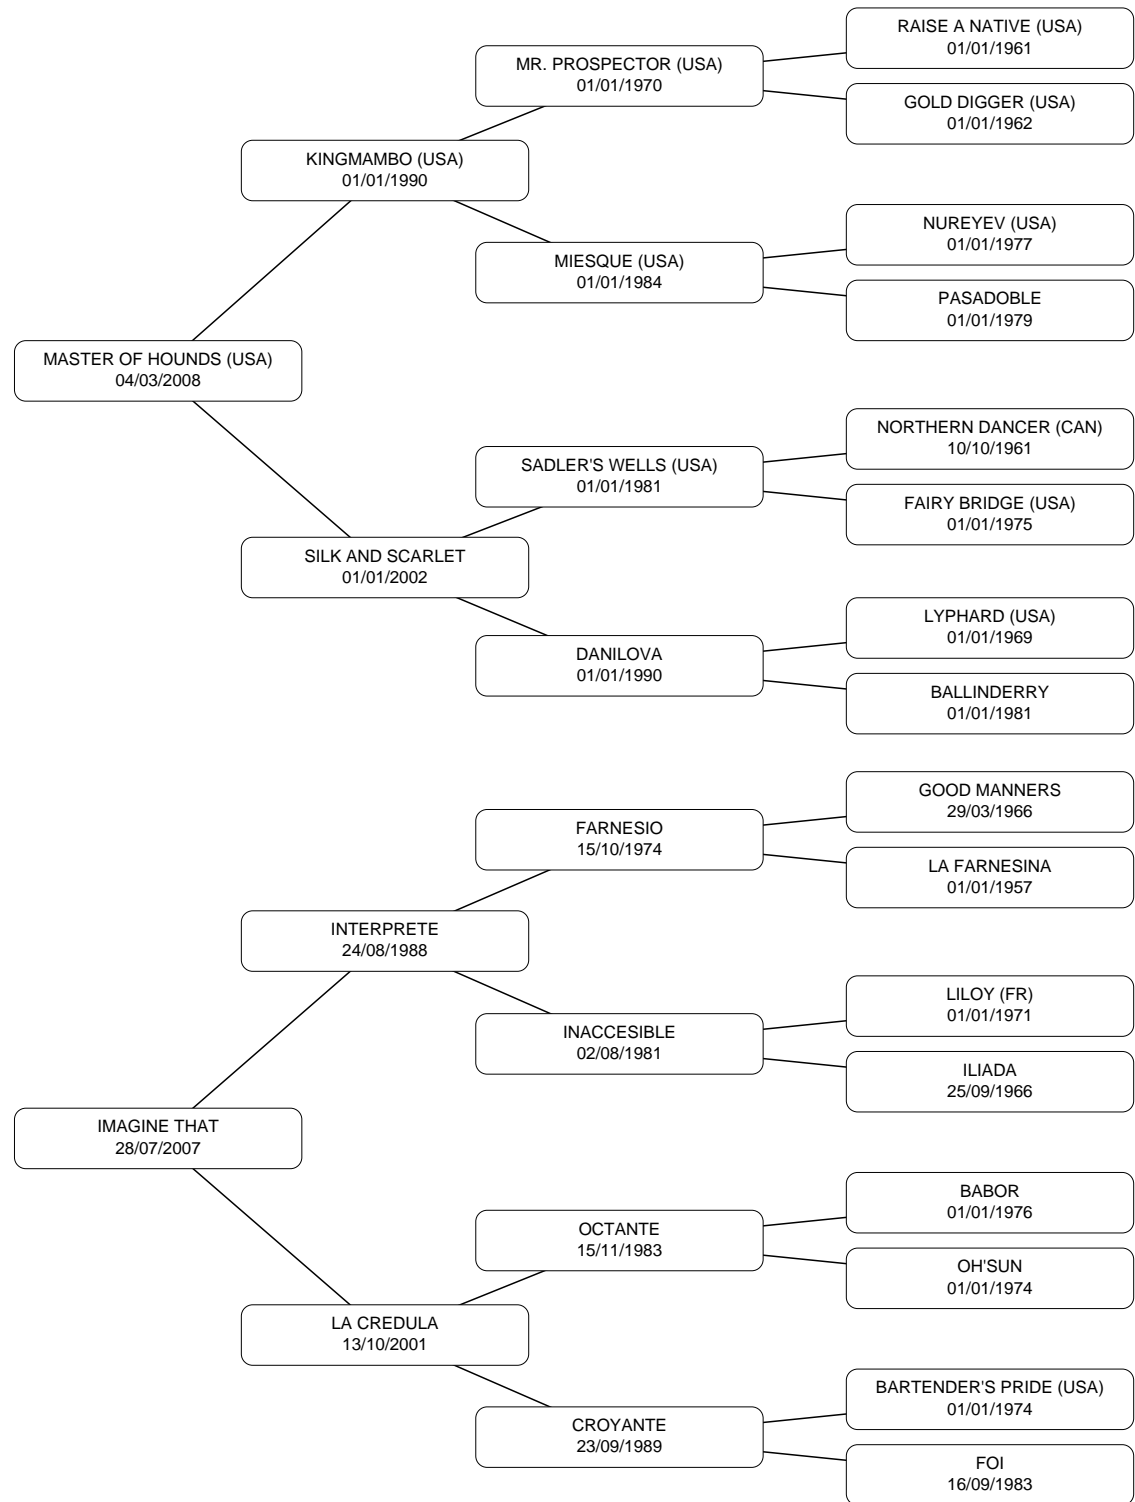 RAISE A NATIVE (USA)
01/01/1961
MR. PROSPECTOR (USA)
01/01/1970
GOLD DIGGER (USA)
01/01/1962
KINGMAMBO (USA)
01/01/1990
NUREYEV (USA)
01/01/1977
MIESQUE (USA)
01/01/1984
PASADOBLE
01/01/1979
MASTER OF HOUNDS (USA)
04/03/2008
NORTHERN DANCER (CAN)
10/10/1961
SADLER'S WELLS (USA)
01/01/1981
FAIRY BRIDGE (USA)
01/01/1975
SILK AND SCARLET
01/01/2002
LYPHARD (USA)
01/01/1969
DANILOVA
01/01/1990
BALLINDERRY
01/01/1981
GOOD MANNERS
29/03/1966
FARNESIO
15/10/1974
LA FARNESINA
01/01/1957
INTERPRETE
24/08/1988
LILOY (FR)
01/01/1971
INACCESIBLE
02/08/1981
ILIADA
25/09/1966
IMAGINE THAT
28/07/2007
BABOR
01/01/1976
OCTANTE
15/11/1983
OH'SUN
01/01/1974
LA CREDULA
13/10/2001
BARTENDER'S PRIDE (USA)
01/01/1974
CROYANTE
23/09/1989
FOI
16/09/1983